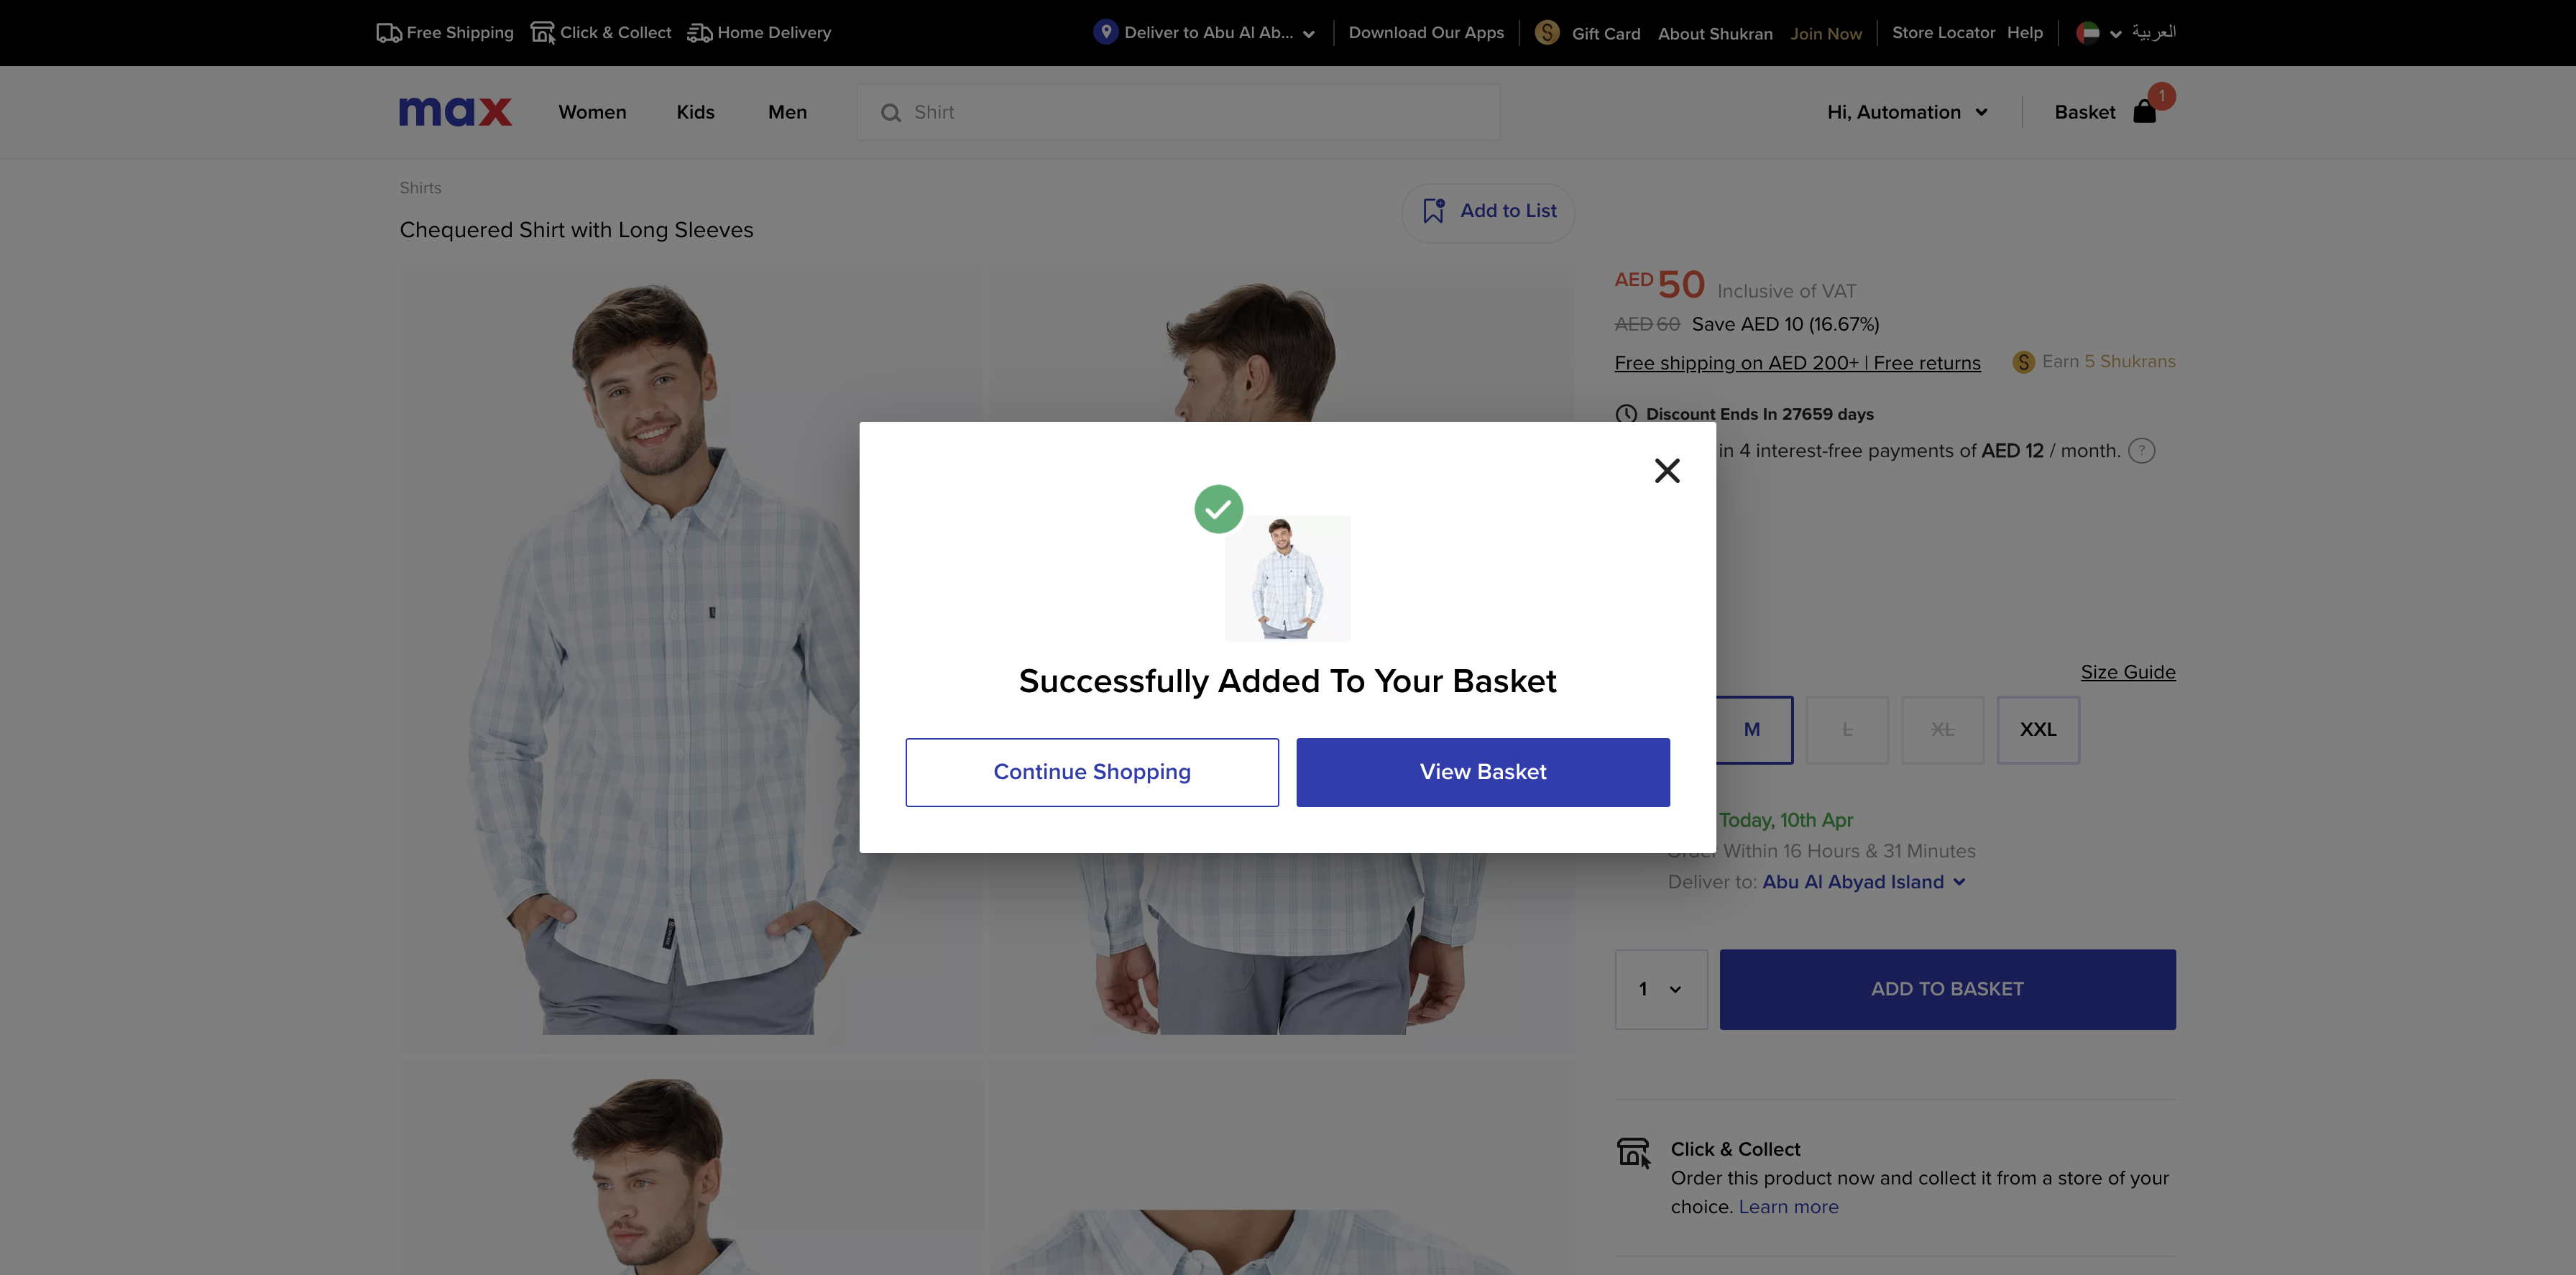 Free Shipping
Click & Collect
Home Delivery
Deliver to Abu Al Ab...
Download Our Apps
Gift Card
About Shukran
Join Now
Store Locator
Help
العربية
max
Women
Kids
Men
Shirt
Hi, Automation
Basket
1
Shirts
Chequered Shirt with Long Sleeves
Add to List
AED 50 Inclusive of VAT
AED 60 Save AED 10 (16.67%)
Free shipping on AED 200+ | Free returns
Earn 5 Shukrans
Discount Ends In 27659 days
in 4 interest-free payments of AED 12 / month. ?
Successfully Added To Your Basket
Continue Shopping
View Basket
Size Guide
M
L
XL
XXL
Today, 10th Apr
Order Within 16 Hours & 31 Minutes
Deliver to: Abu Al Abyad Island
1
ADD TO BASKET
Click & Collect
Order this product now and collect it from a store of your
choice. Learn more